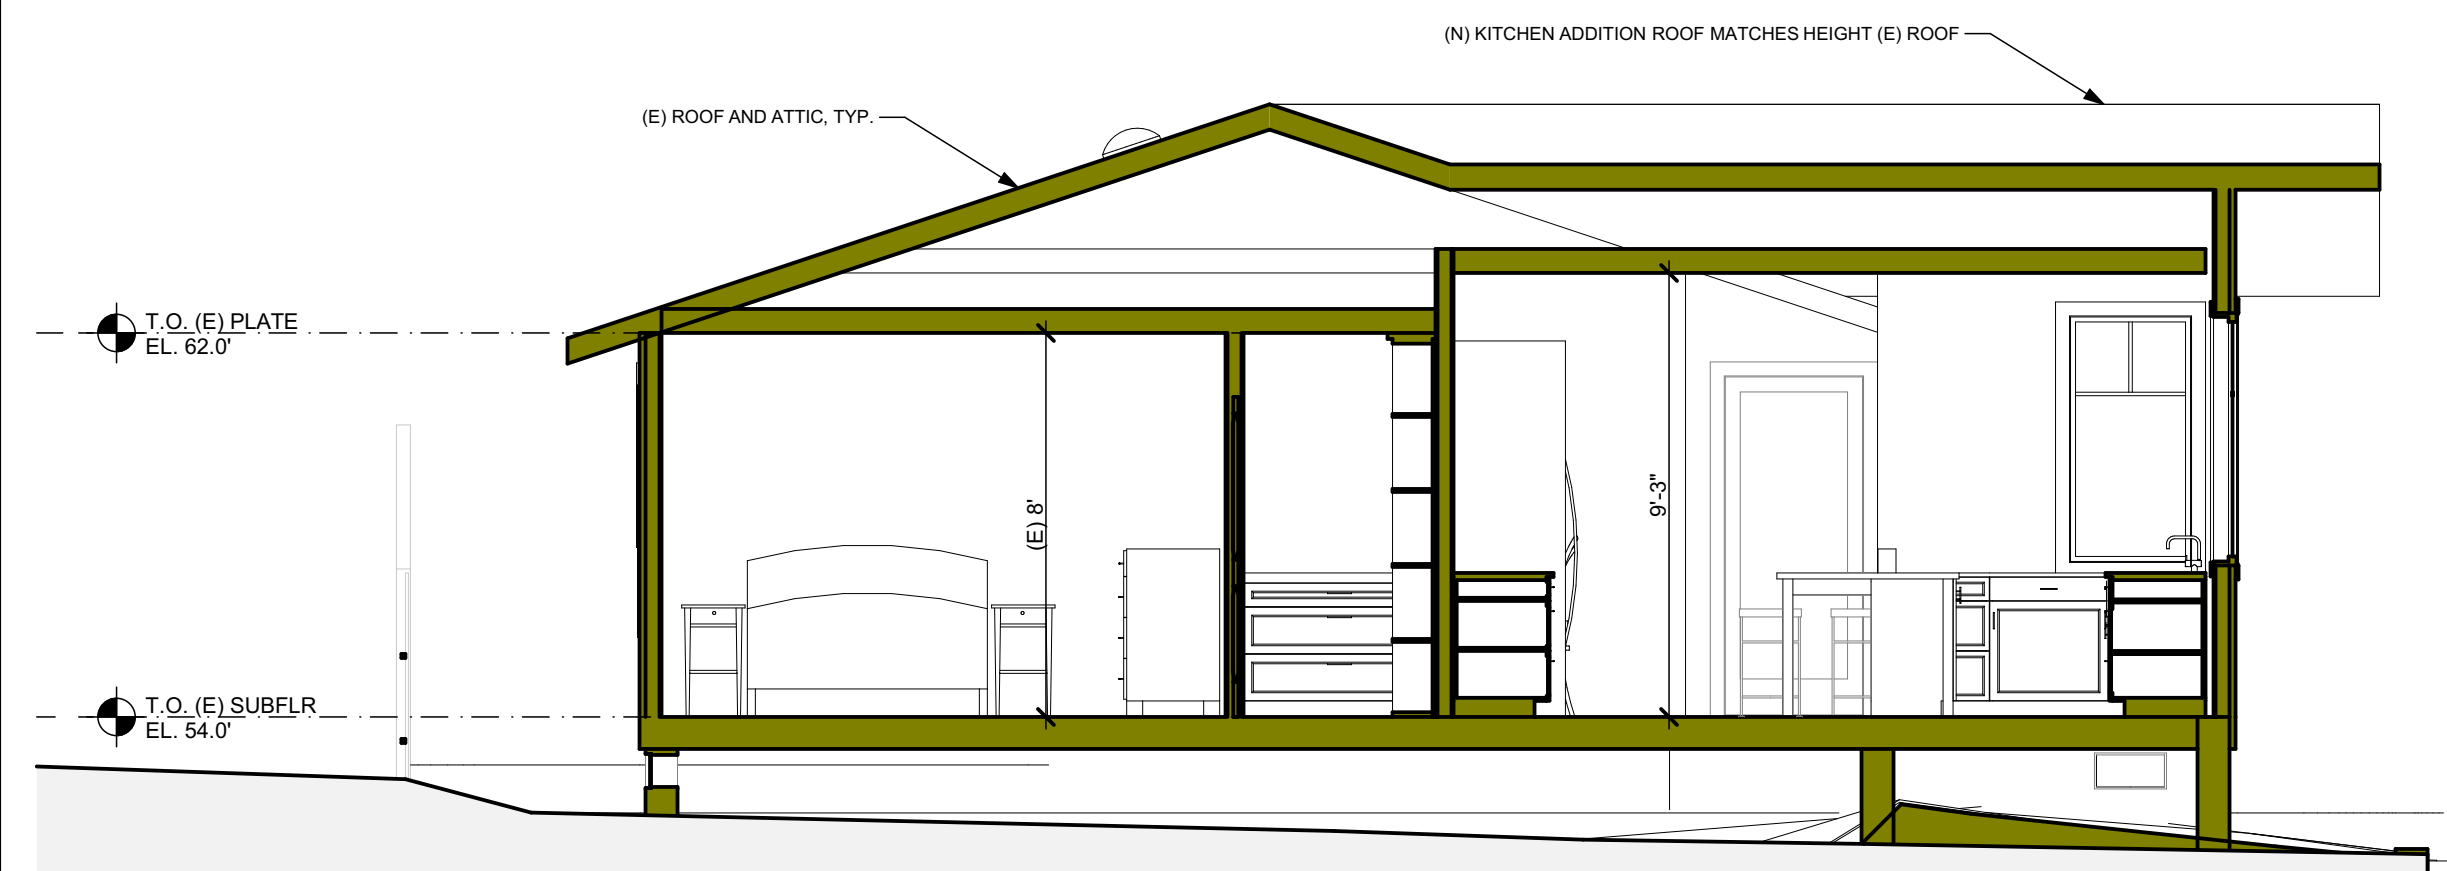 (N) KITCHEN ADDITION ROOF MATCHES HEIGHT (E) ROOF
(E) ROOF AND ATTIC, TYP.
T.O. (E) PLATE
EL. 62.0'
(E) 8'
9'-3"
T.O. (E) SUBFLR
EL. 54.0'